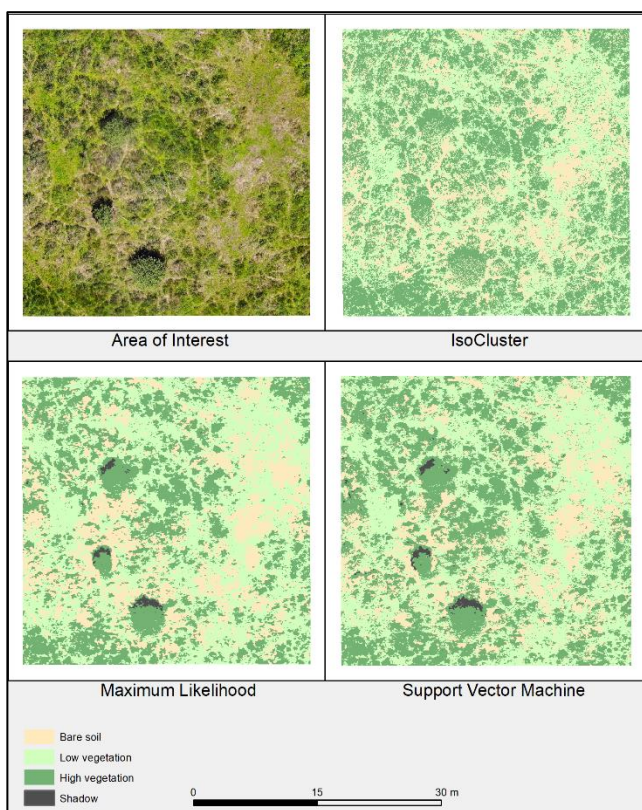 Area of Interest
IsoCluster
Maximum Likelihood
Support Vector Machine
Bare soil
Low vegetation
High vegetation
Shadow
0 15 30 m